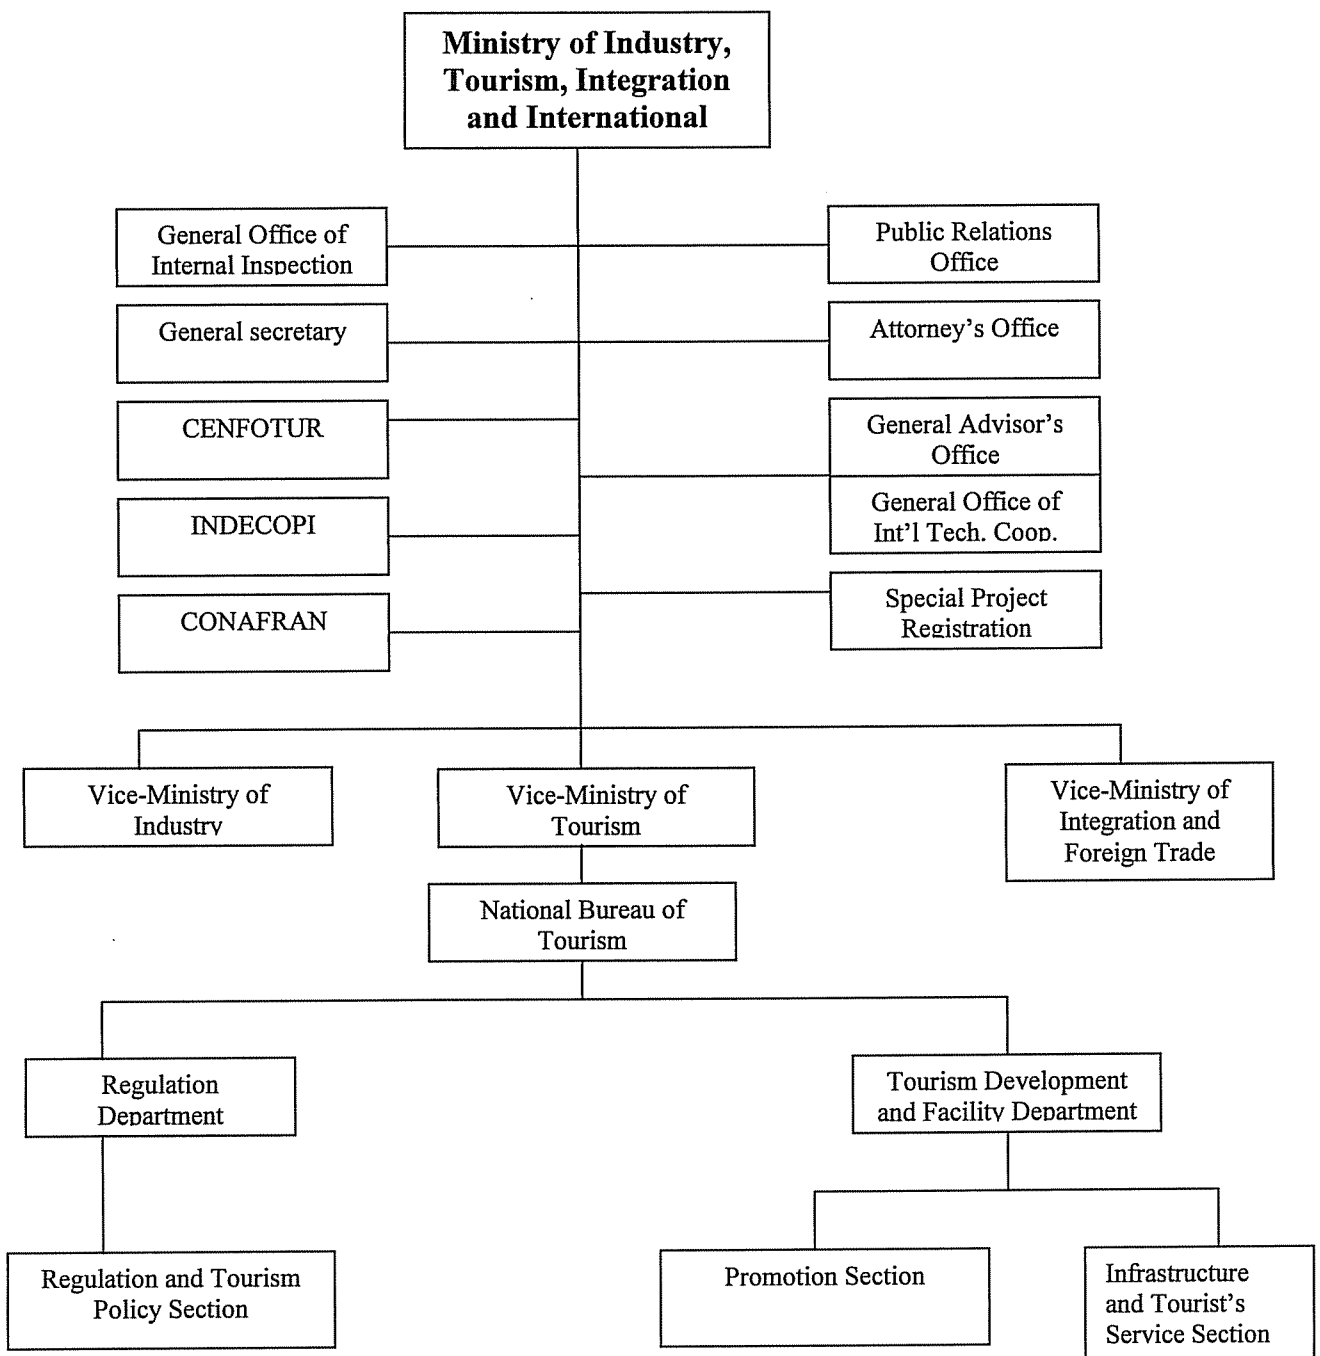 Ministry of Industry,
Tourism, Integration
and International
General Office of
Internal Inspection
Public Relations
Office
General secretary
Attorney's Office
CENFOTUR
General Advisor's
Office
INDECOPI
General Office of
Int'l Tech. Coop.
CONAFRAN
Special Project
Registration
Vice-Ministry of
Industry
Vice-Ministry of
Tourism
Vice-Ministry of
Integration and
Foreign Trade
National Bureau of
Tourism
Regulation
Department
Tourism Development
and Facility Department
Regulation and Tourism
Policy Section
Promotion Section
Infrastructure
and Tourist's
Service Section